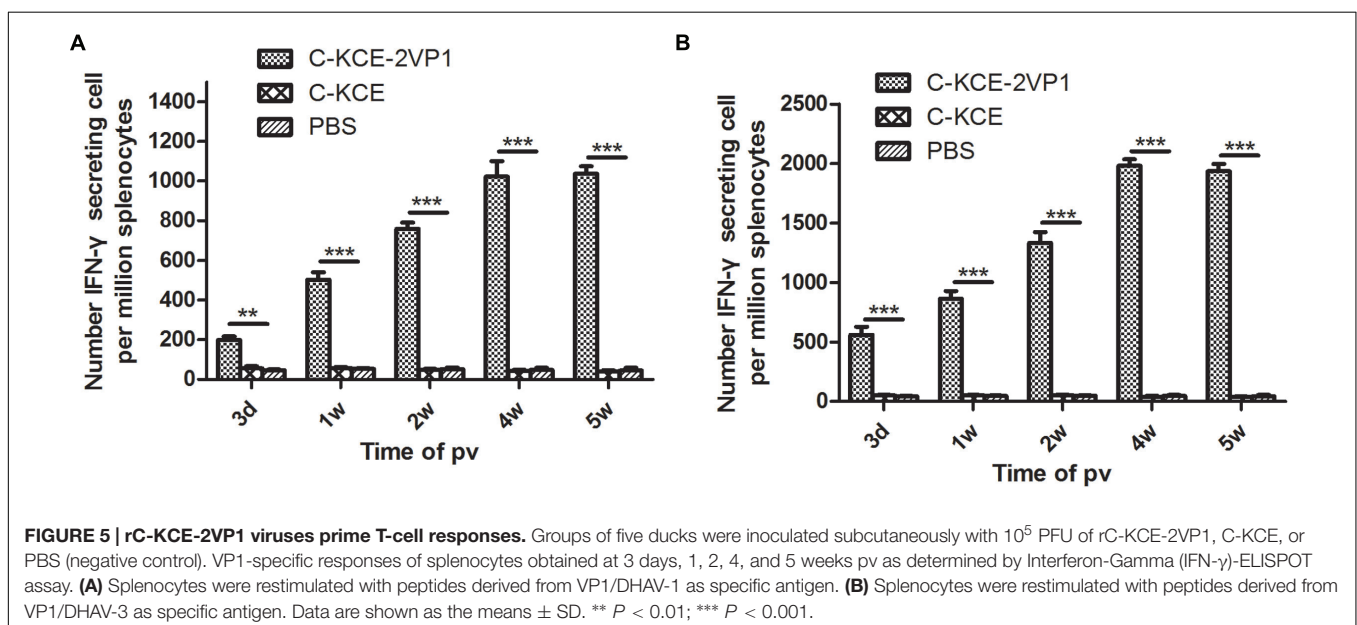 A
C-KCE-2VP1
C-KCE
PBS
Number IFN-γ secreting cell
per million splenocytes
1400
1200
1000
800
600
400
200
0
**
***
***
***
***
3d
1w
2w
4w
5w
Time of pv
B
C-KCE-2VP1
C-KCE
PBS
Number IFN-γ secreting cell
per million splenocytes
2500
2000
1500
1000
500
0
***
***
***
***
***
3d
1w
2w
4w
5w
Time of pv
FIGURE 5 | rC-KCE-2VP1 viruses prime T-cell responses. Groups of five ducks were inoculated subcutaneously with 10⁵ PFU of rC-KCE-2VP1, C-KCE, or
PBS (negative control). VP1-specific responses of splenocytes obtained at 3 days, 1, 2, 4, and 5 weeks pv as determined by Interferon-Gamma (IFN-γ)-ELISPOT
assay. (A) Splenocytes were restimulated with peptides derived from VP1/DHAV-1 as specific antigen. (B) Splenocytes were restimulated with peptides derived from
VP1/DHAV-3 as specific antigen. Data are shown as the means ± SD. ** P < 0.01; *** P < 0.001.